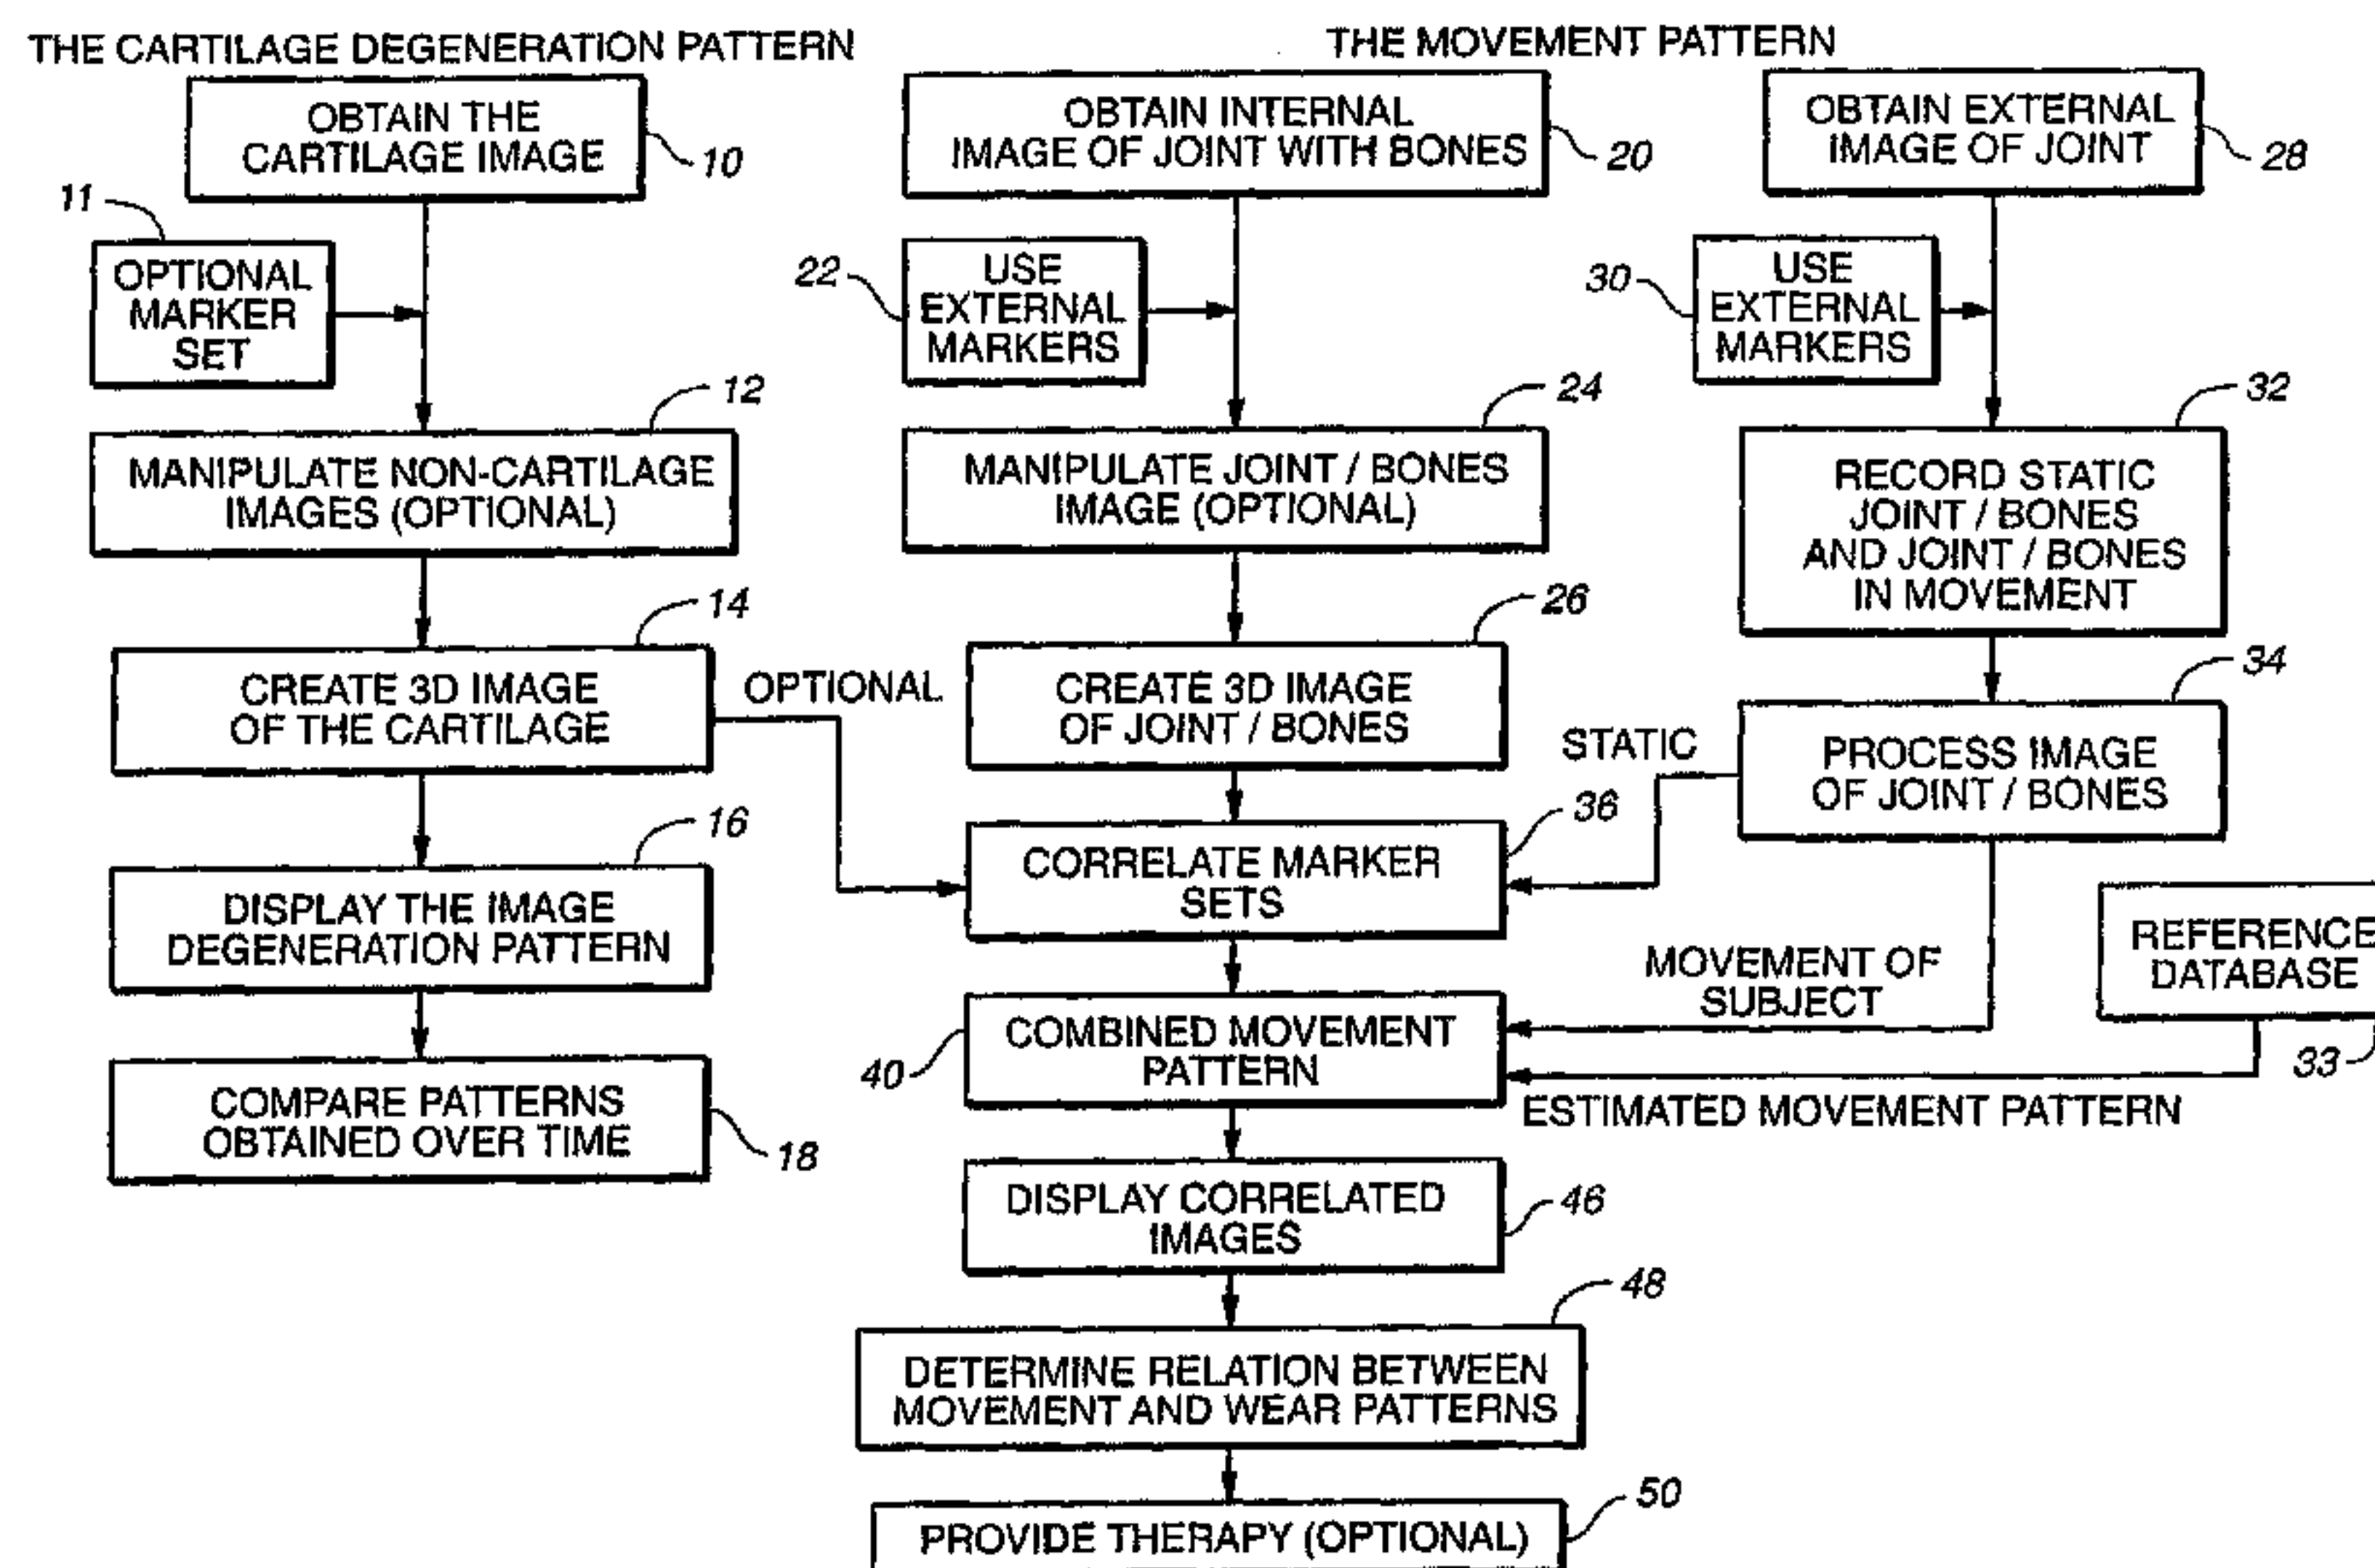 THE CARTILAGE DEGENERATION PATTERN
OBTAIN THE
CARTILAGE IMAGE
10
11
OPTIONAL
MARKER
SET
12
MANIPULATE NON-CARTILAGE
IMAGES (OPTIONAL)
14
CREATE 3D IMAGE
OF THE CARTILAGE
OPTIONAL
16
DISPLAY THE IMAGE
DEGENERATION PATTERN
COMPARE PATTERNS
OBTAINED OVER TIME
18
THE MOVEMENT PATTERN
OBTAIN INTERNAL
IMAGE OF JOINT WITH BONES
20
22
USE
EXTERNAL
MARKERS
24
MANIPULATE JOINT / BONES
IMAGE (OPTIONAL)
26
CREATE 3D IMAGE
OF JOINT / BONES
36
CORRELATE MARKER
SETS
40
COMBINED MOVEMENT
PATTERN
DISPLAY CORRELATED
IMAGES
46
48
DETERMINE RELATION BETWEEN
MOVEMENT AND WEAR PATTERNS
50
PROVIDE THERAPY (OPTIONAL)
OBTAIN EXTERNAL
IMAGE OF JOINT
28
30
USE
EXTERNAL
MARKERS
32
RECORD STATIC
JOINT / BONES
AND JOINT / BONES
IN MOVEMENT
34
PROCESS IMAGE
OF JOINT / BONES
STATIC
MOVEMENT OF
SUBJECT
REFERENCE
DATABASE
33
ESTIMATED MOVEMENT PATTERN